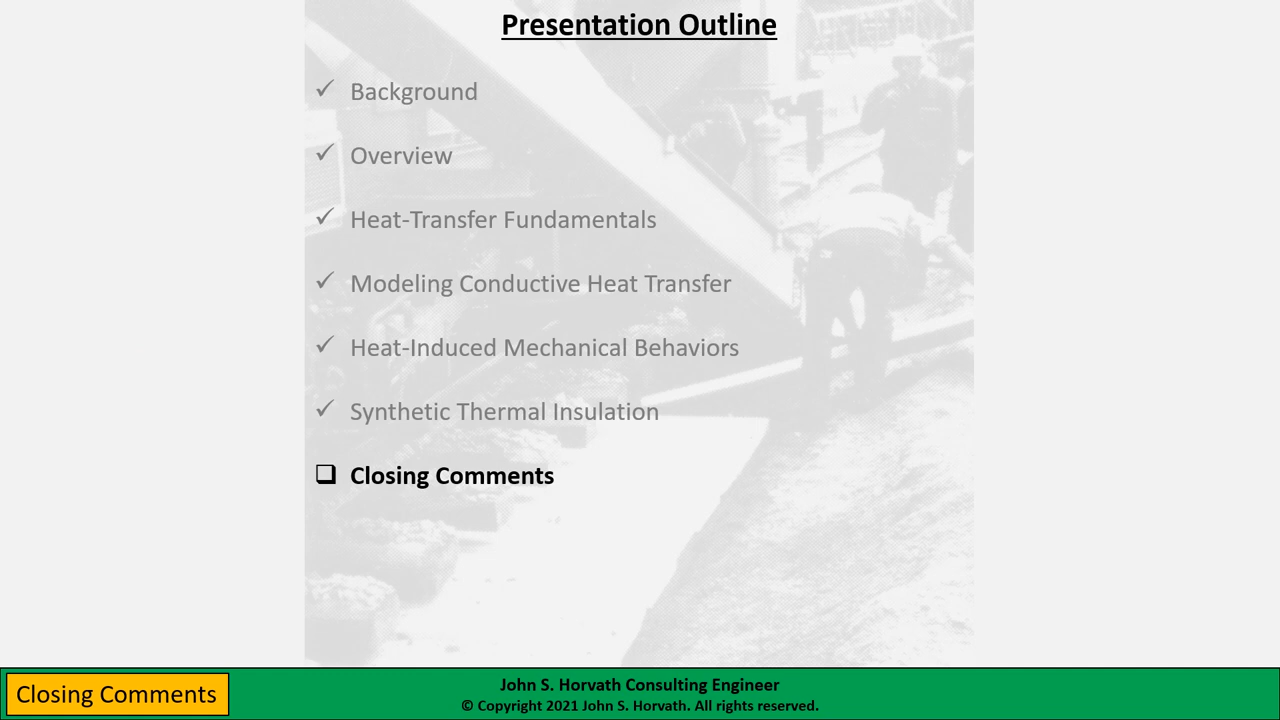 Presentation Outline
✓ Background
✓ Overview
✓ Heat-Transfer Fundamentals
✓ Modeling Conductive Heat Transfer
✓ Heat-Induced Mechanical Behaviors
✓ Synthetic Thermal Insulation
❑ Closing Comments
Closing Comments
John S. Horvath Consulting Engineer
© Copyright 2021 John S. Horvath. All rights reserved.